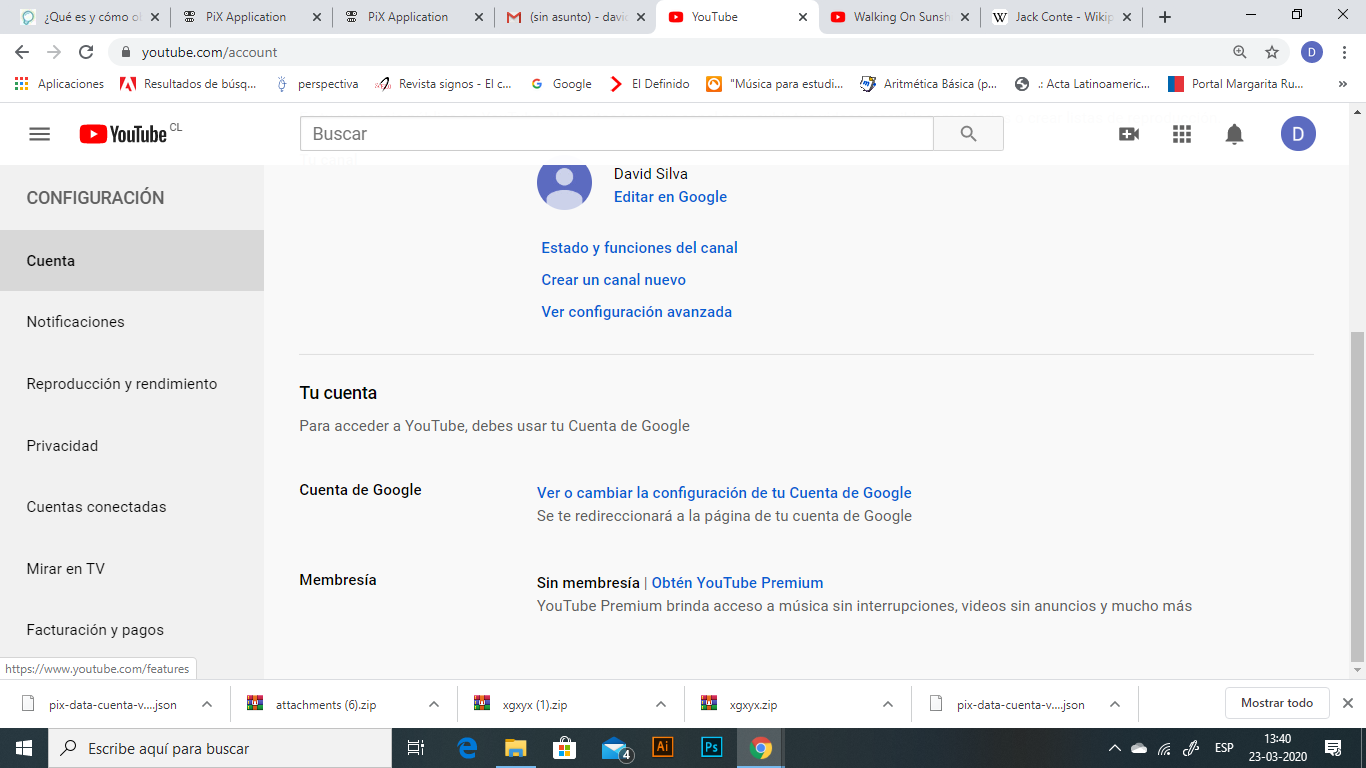 ¿Qué es y cómo ob
PiX Application
PiX Application
(sin asunto) - david
YouTube
Walking On Sunsh
Jack Conte - Wikip
youtube.com/account
D
Aplicaciones
Resultados de búsq...
perspectiva
Revista signos - El c...
Google
El Definido
"Música para estudi...
Aritmética Básica (p...
.: Acta Latinoameric...
Portal Margarita Ru...
YouTube CL
Buscar
D
CONFIGURACIÓN
Cuenta
Notificaciones
Reproducción y rendimiento
Privacidad
Cuentas conectadas
Mirar en TV
Facturación y pagos
David Silva
Editar en Google
Estado y funciones del canal
Crear un canal nuevo
Ver configuración avanzada
Tu cuenta
Para acceder a YouTube, debes usar tu Cuenta de Google
Cuenta de Google
Ver o cambiar la configuración de tu Cuenta de Google
Se te redireccionará a la página de tu cuenta de Google
Membresía
Sin membresía | Obtén YouTube Premium
YouTube Premium brinda acceso a música sin interrupciones, videos sin anuncios y mucho más
https://www.youtube.com/features
pix-data-cuenta-v....json
attachments (6).zip
xgxyx (1).zip
xgxyx.zip
pix-data-cuenta-v....json
Mostrar todo
Escribe aquí para buscar
4
Ai
Ps
ESP
13:40
23-03-2020